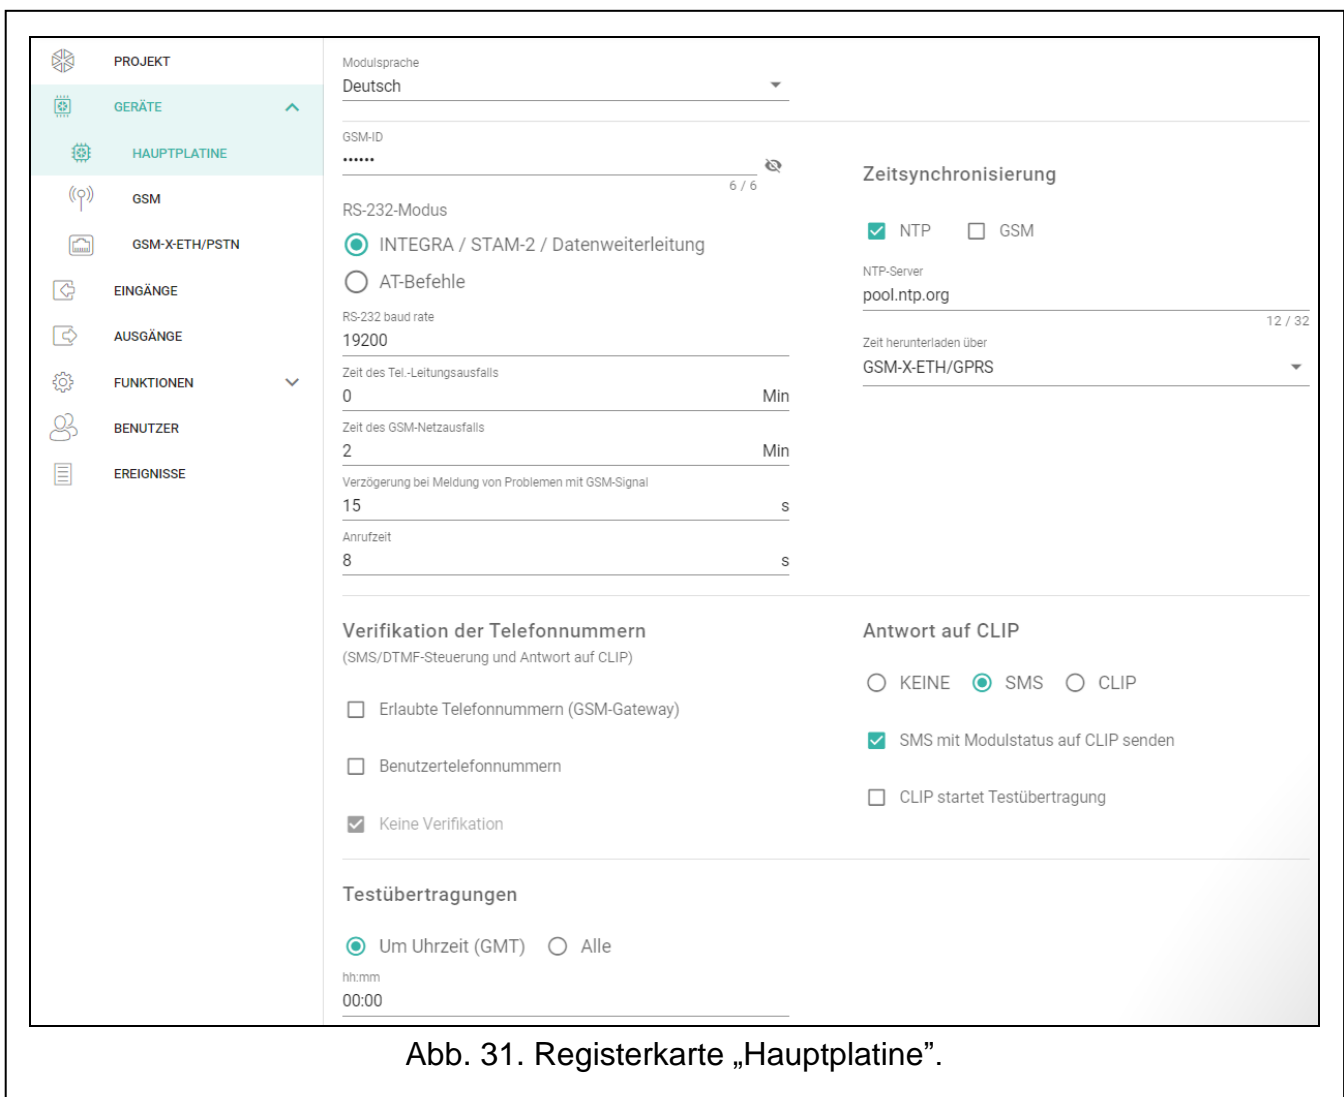 PROJEKT
GERÄTE
HAUPTPLATINE
GSM
GSM-X-ETH/PSTN
EINGÄNGE
AUSGÄNGE
FUNKTIONEN
BENUTZER
EREIGNISSE
Modulsprache
Deutsch
GSM-ID
••••••
6 / 6
RS-232-Modus
INTEGRA / STAM-2 / Datenweiterleitung
AT-Befehle
RS-232 baud rate
19200
Zeit des Tel.-Leitungsausfalls
0 Min
Zeit des GSM-Netzausfalls
2 Min
Verzögerung bei Meldung von Problemen mit GSM-Signal
15 s
Anrufzeit
8 s
Zeitsynchronisierung
NTP GSM
NTP-Server
pool.ntp.org
12 / 32
Zeit herunterladen über
GSM-X-ETH/GPRS
Verifikation der Telefonnummern
(SMS/DTMF-Steuerung und Antwort auf CLIP)
Erlaubte Telefonnummern (GSM-Gateway)
Benutzertelefonnummern
Keine Verifikation
Antwort auf CLIP
KEINE SMS CLIP
SMS mit Modulstatus auf CLIP senden
CLIP startet Testübertragung
Testübertragungen
Um Uhrzeit (GMT) Alle
hh:mm
00:00
Abb. 31. Registerkarte „Hauptplatine”.